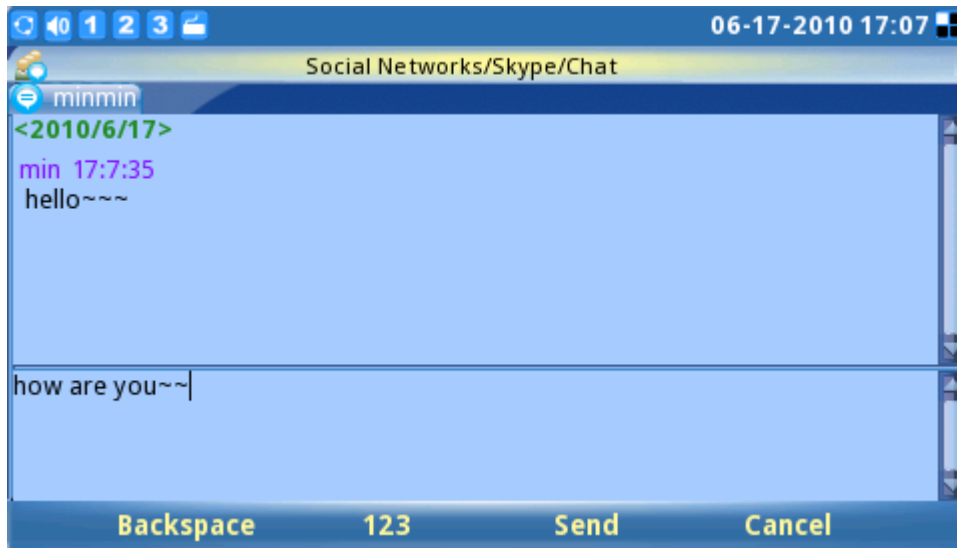 1 2 3 06-17-2010 17:07
Social Networks/Skype/Chat
minmin
<2010/6/17>
min 17:7:35
hello~~~
how are you~~
Backspace 123 Send Cancel